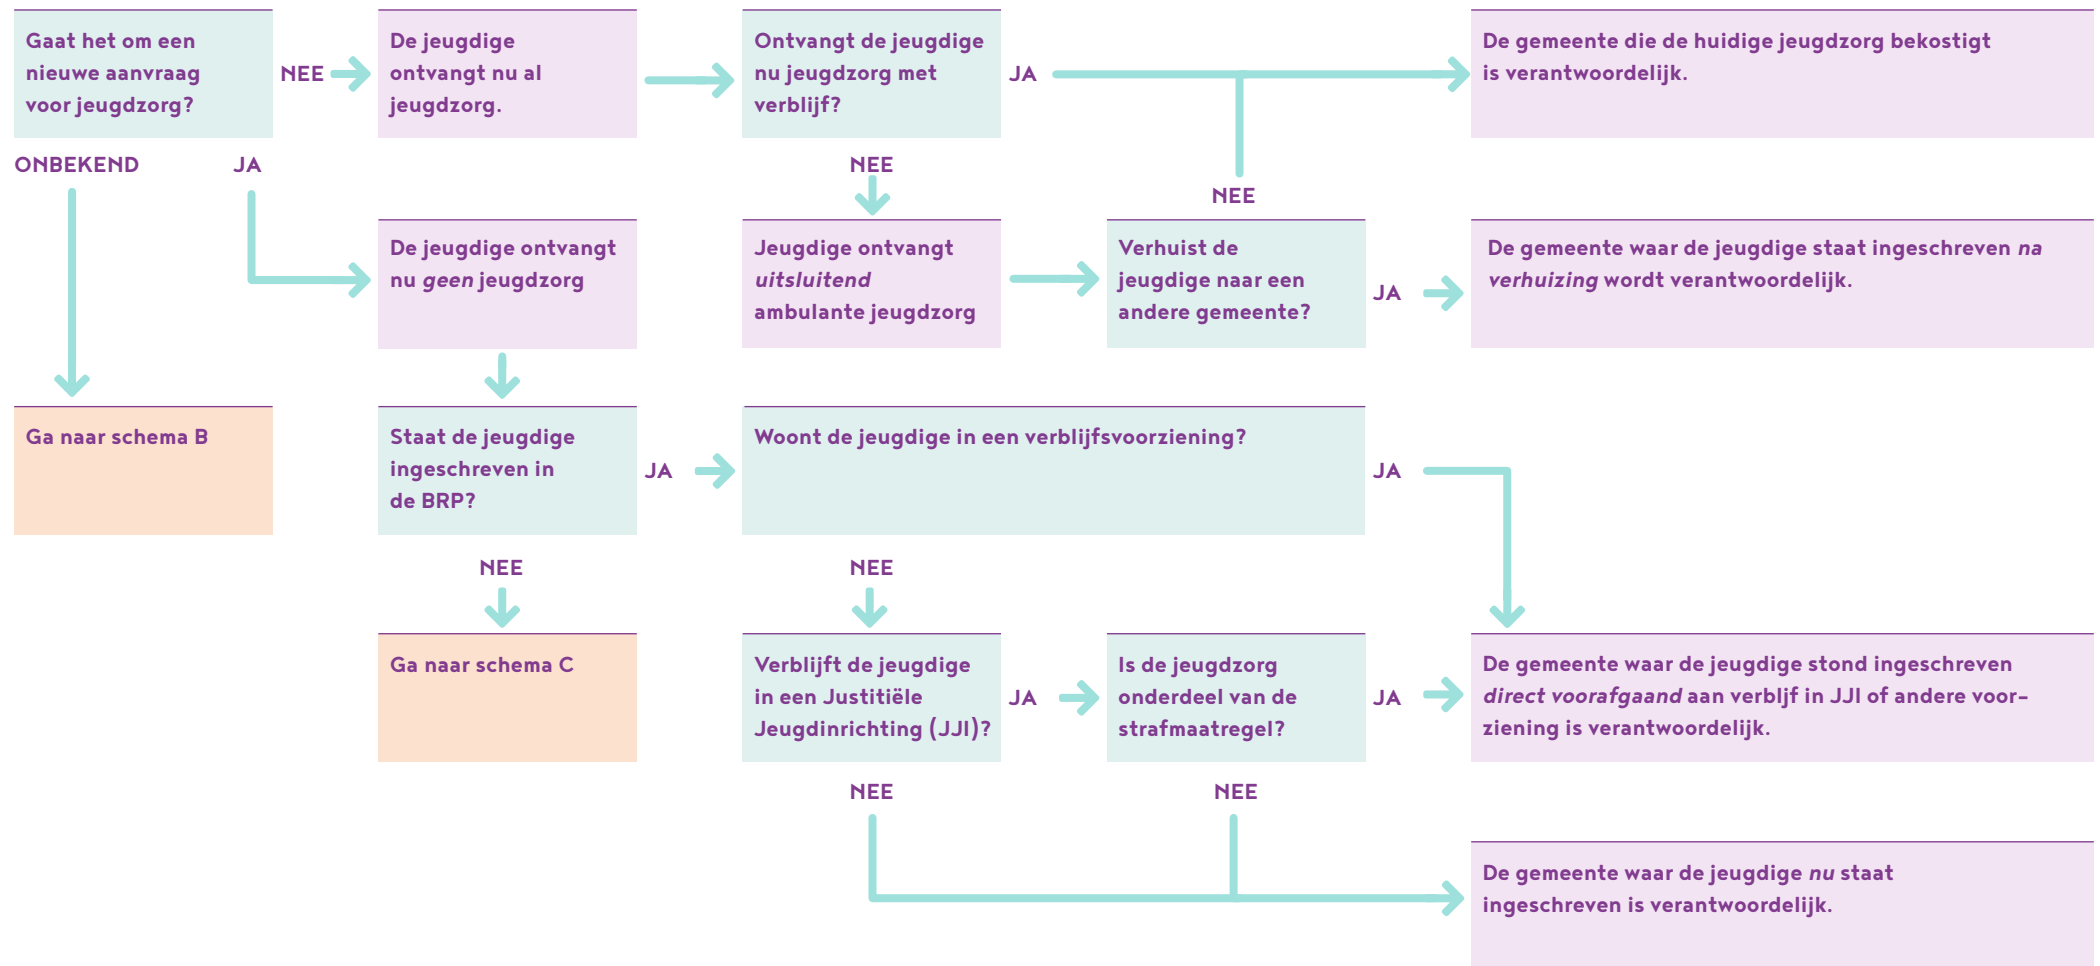 Gaat het om een
nieuwe aanvraag
voor jeugdzorg?
NEE
De jeugdige
ontvangt nu al
jeugdzorg.
Ontvangt de jeugdige
nu jeugdzorg met
verblijf?
JA
De gemeente die de huidige jeugdzorg bekostigt
is verantwoordelijk.
ONBEKEND
JA
NEE
NEE
De jeugdige ontvangt
nu geen jeugdzorg
Jeugdige ontvangt
uitsluitend
ambulante jeugdzorg
Verhuist de
jeugdige naar een
andere gemeente?
JA
De gemeente waar de jeugdige staat ingeschreven na
verhuizing wordt verantwoordelijk.
Ga naar schema B
Staat de jeugdige
ingeschreven in
de BRP?
JA
Woont de jeugdige in een verblijfsvoorziening?
JA
NEE
NEE
Ga naar schema C
Verblijft de jeugdige
in een Justitiële
Jeugdinrichting (JJI)?
JA
Is de jeugdzorg
onderdeel van de
strafmaatregel?
JA
De gemeente waar de jeugdige stond ingeschreven
direct voorafgaand aan verbljf in JJI of andere voor-
ziening is verantwoordelijk.
NEE
NEE
De gemeente waar de jeugdige nu staat
ingeschreven is verantwoordelijk.